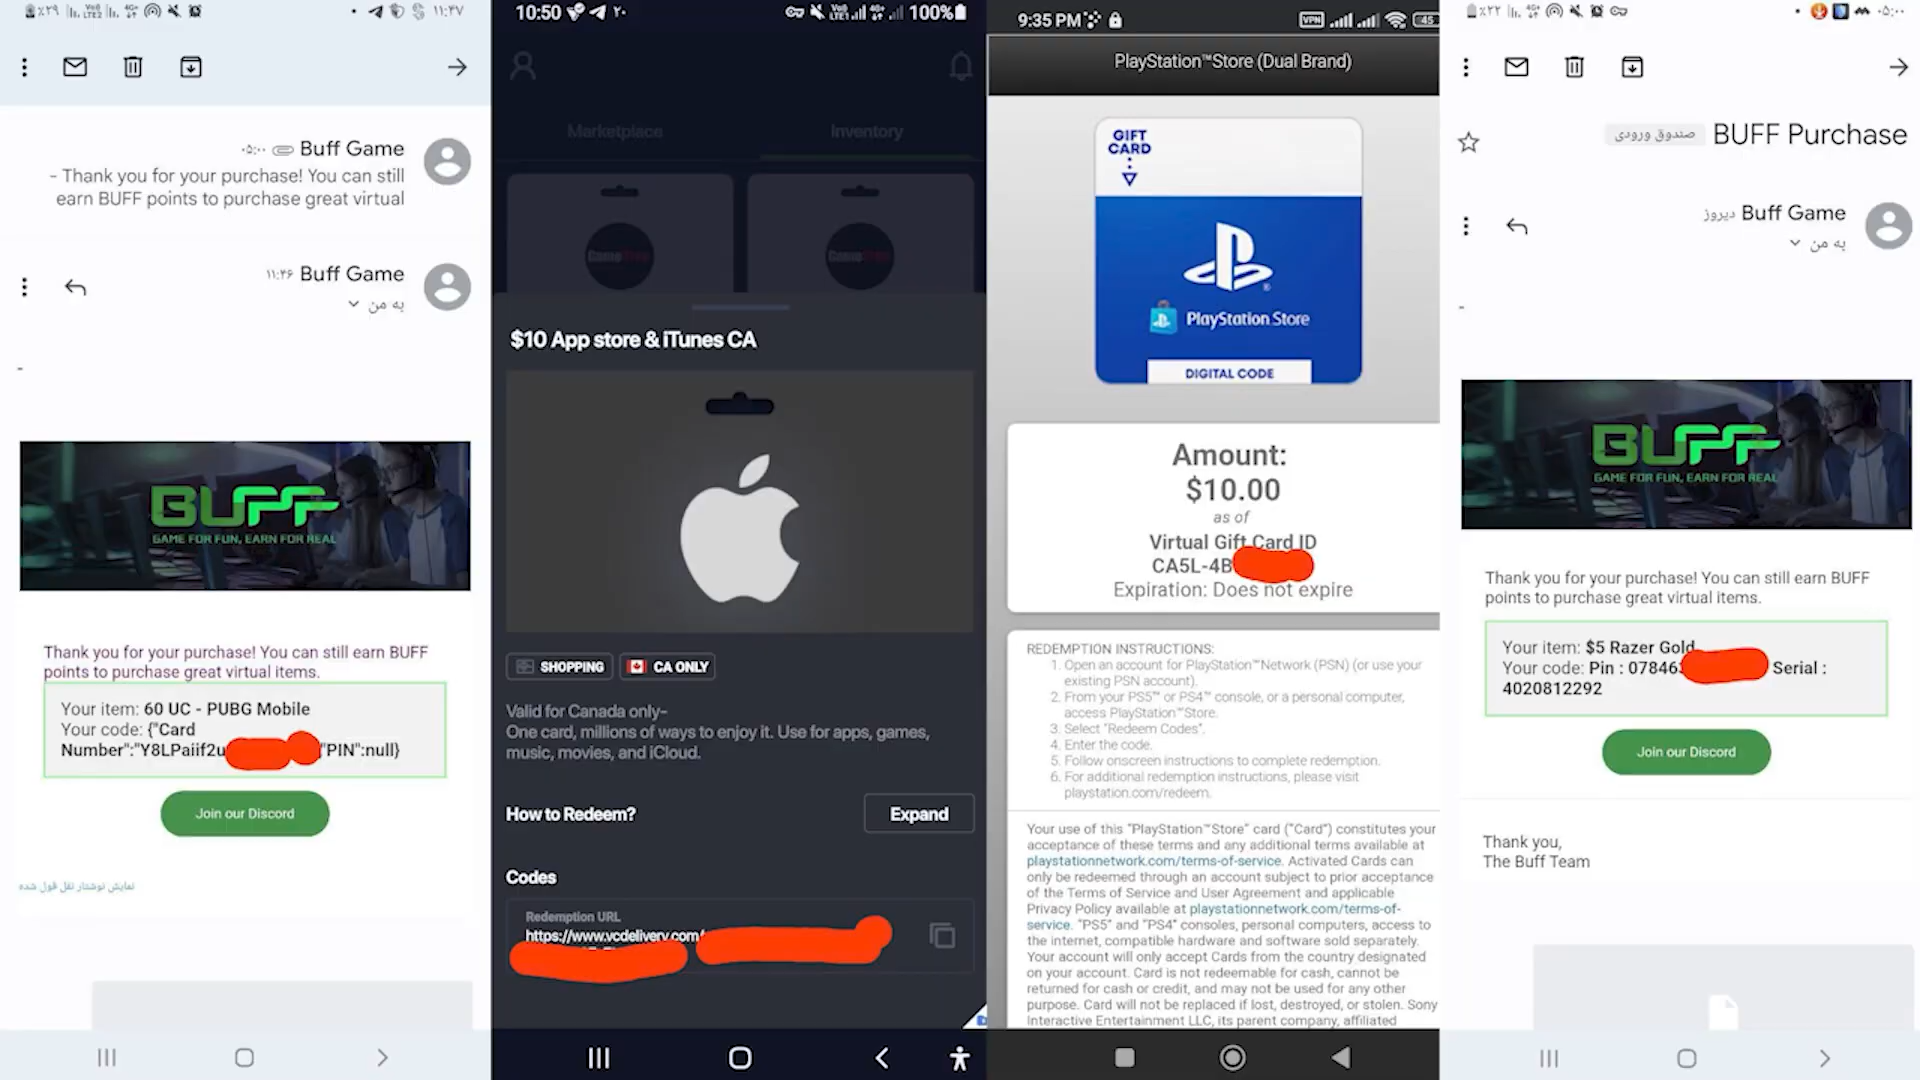 ٪۲۹
۱۱:۴۷
Buff Game ۰۵:۰۰
- Thank you for your purchase! You can still
earn BUFF points to purchase great virtual
Buff Game ۱۱:۴۶
به من
-
BUFF
GAME FOR FUN, EARN FOR REAL
Thank you for your purchase! You can still earn BUFF
points to purchase great virtual items.
Your item: 60 UC - PUBG Mobile
Your code: {"Card
Number":"Y8LPaiif2u "PIN":null}
Join our Discord
نمایش نوشتار نقل قول شده
10:50
۲۰
100%
Marketplace
Inventory
$10 App store & iTunes CA
SHOPPING
CA ONLY
Valid for Canada only-
One card, millions of ways to enjoy it. Use for apps, games,
music, movies, and iCloud.
How to Redeem?
Expand
Codes
Redemption URL
https://www.vcdelivery.com/
9:35 PM
VPN
45
PlayStation™Store (Dual Brand)
GIFT
CARD
PlayStation.Store
DIGITAL CODE
Amount:
$10.00
as of
Virtual Gift Card ID
CA5L-4B
Expiration: Does not expire
REDEMPTION INSTRUCTIONS:
1. Open an account for PlayStation™Network (PSN) (or use your
existing PSN account).
2. From your PS5™ or PS4™ console, or a personal computer,
access PlayStation™Store.
3. Select "Redeem Codes".
4. Enter the code.
5. Follow onscreen instructions to complete redemption.
6. For additional redemption instructions, please visit
playstation.com/redeem.
Your use of this "PlayStation™Store" card ("Card") constitutes your
acceptance of these terms and any additional terms available at
playstationnetwork.com/terms-of-service. Activated Cards can
only be redeemed through an account subject to prior acceptance
of the Terms of Service and User Agreement and applicable
Privacy Policy available at playstationnetwork.com/terms-of-
service. "PS5" and "PS4" consoles, personal computers, access to
the internet, compatible hardware and software sold separately.
Your account will only accept Cards from the country designated
on your account. Card is not redeemable for cash, cannot be
returned for cash or credit, and may not be used for any other
purpose. Card will not be replaced if lost, destroyed, or stolen. Sony
Interactive Entertainment LLC, its parent company, affiliated
٪۲۲
۰۵:۰۰
BUFF Purchase صندوق ورودی
Buff Game دیروز
به من
-
BUFF
GAME FOR FUN, EARN FOR REAL
Thank you for your purchase! You can still earn BUFF
points to purchase great virtual items.
Your item: $5 Razer Gold
Your code: Pin : 07846 Serial :
4020812292
Join our Discord
Thank you,
The Buff Team